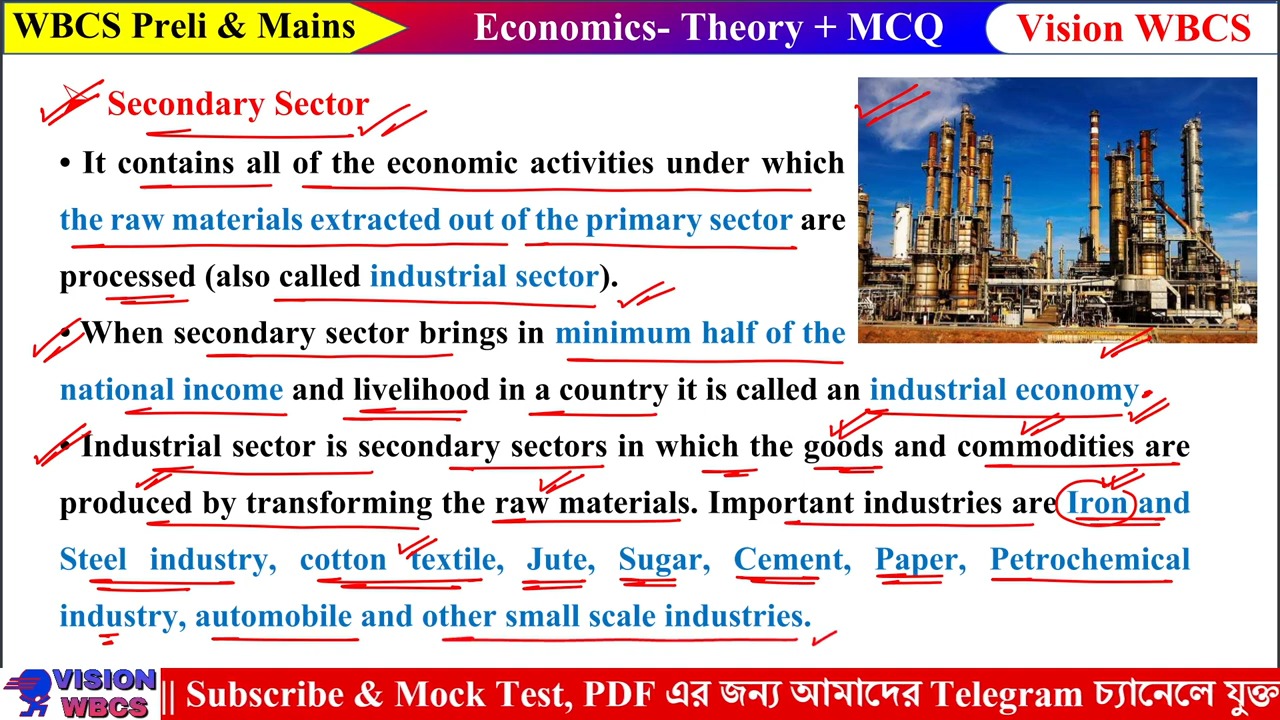 WBCS Preli & Mains
Economics- Theory + MCQ
Vision WBCS
Secondary Sector
• It contains all of the economic activities under which
the raw materials extracted out of the primary sector are
processed (also called industrial sector).
• When secondary sector brings in minimum half of the
national income and livelihood in a country it is called an industrial economy.
• Industrial sector is secondary sectors in which the goods and commodities are
produced by transforming the raw materials. Important industries are Iron and
Steel industry, cotton textile, Jute, Sugar, Cement, Paper, Petrochemical
industry, automobile and other small scale industries.
VISION
WBCS
|| Subscribe & Mock Test, PDF এর জন্য আমাদের Telegram চ্যানেলে যুক্ত